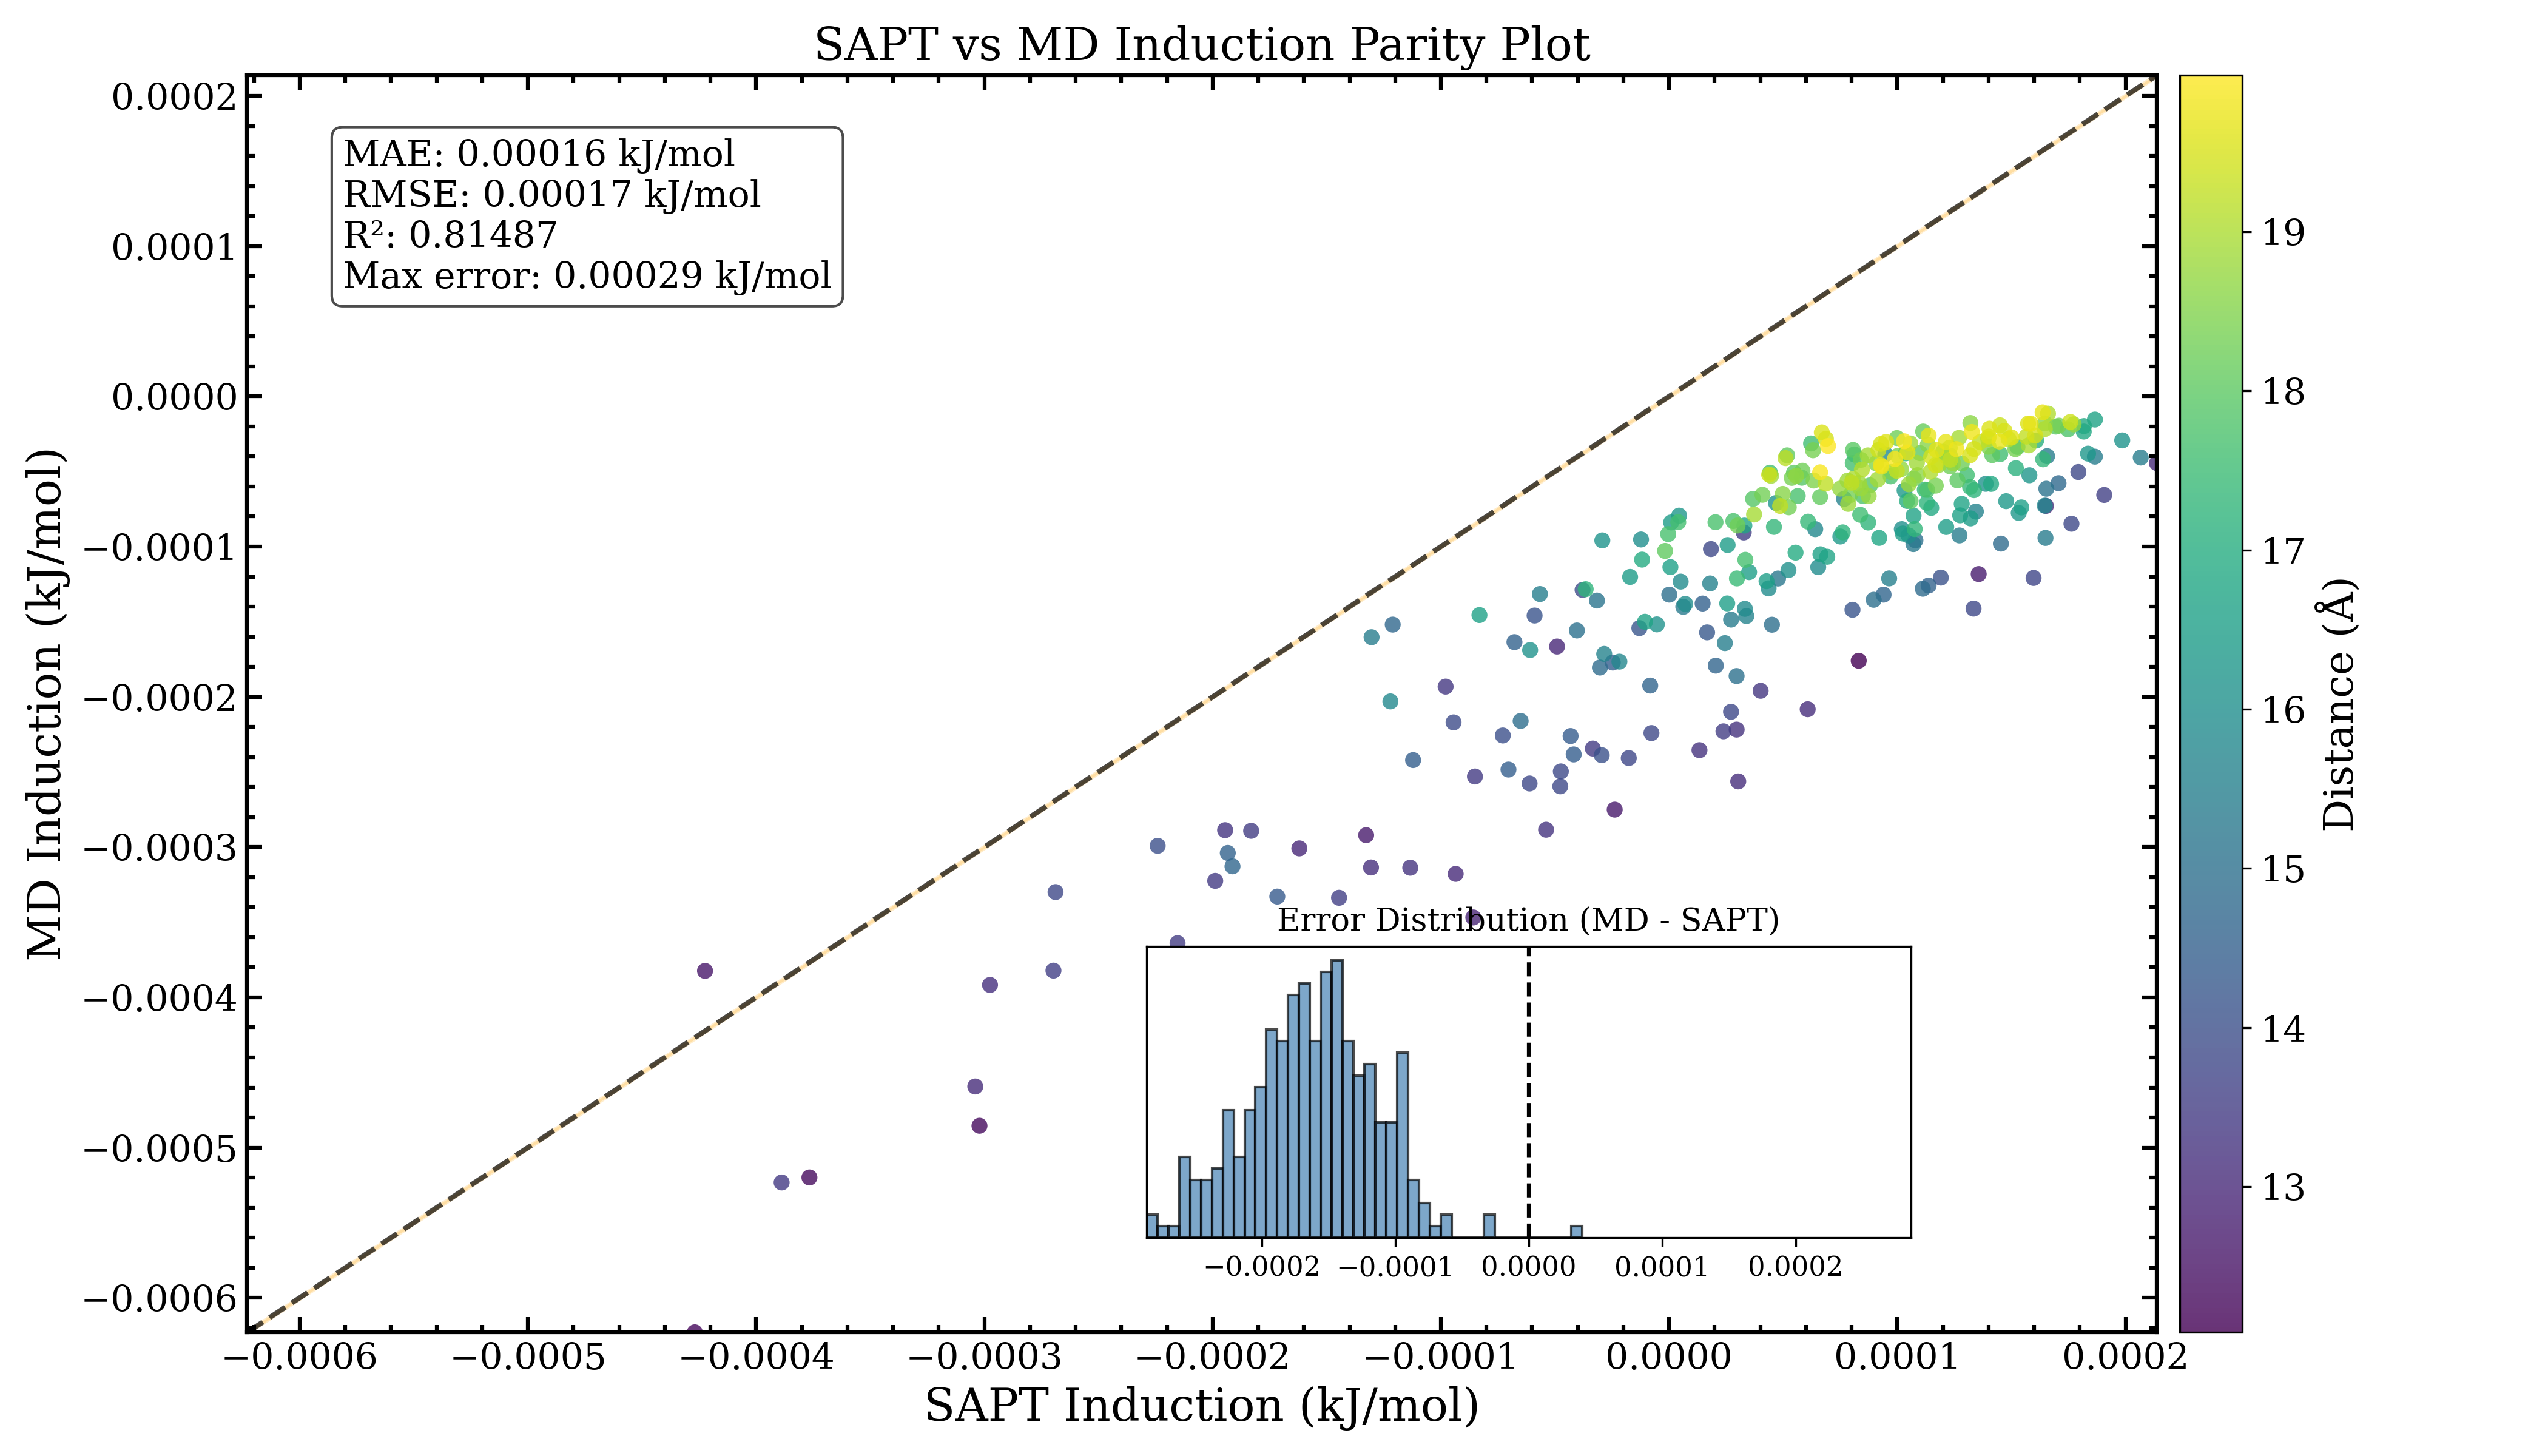 SAPT vs MD Induction Parity Plot
MAE: 0.00016 kJ/mol
RMSE: 0.00017 kJ/mol
R²: 0.81487
Max error: 0.00029 kJ/mol
MD Induction (kJ/mol)
0.0002
0.0001
0.0000
−0.0001
−0.0002
−0.0003
−0.0004
−0.0005
−0.0006
Error Distribution (MD - SAPT)
−0.0002 −0.0001 0.0000 0.0001 0.0002
−0.0006 −0.0005 −0.0004 −0.0003 −0.0002 −0.0001 0.0000 0.0001 0.0002
SAPT Induction (kJ/mol)
19
18
17
16
15
14
13
Distance (Å)